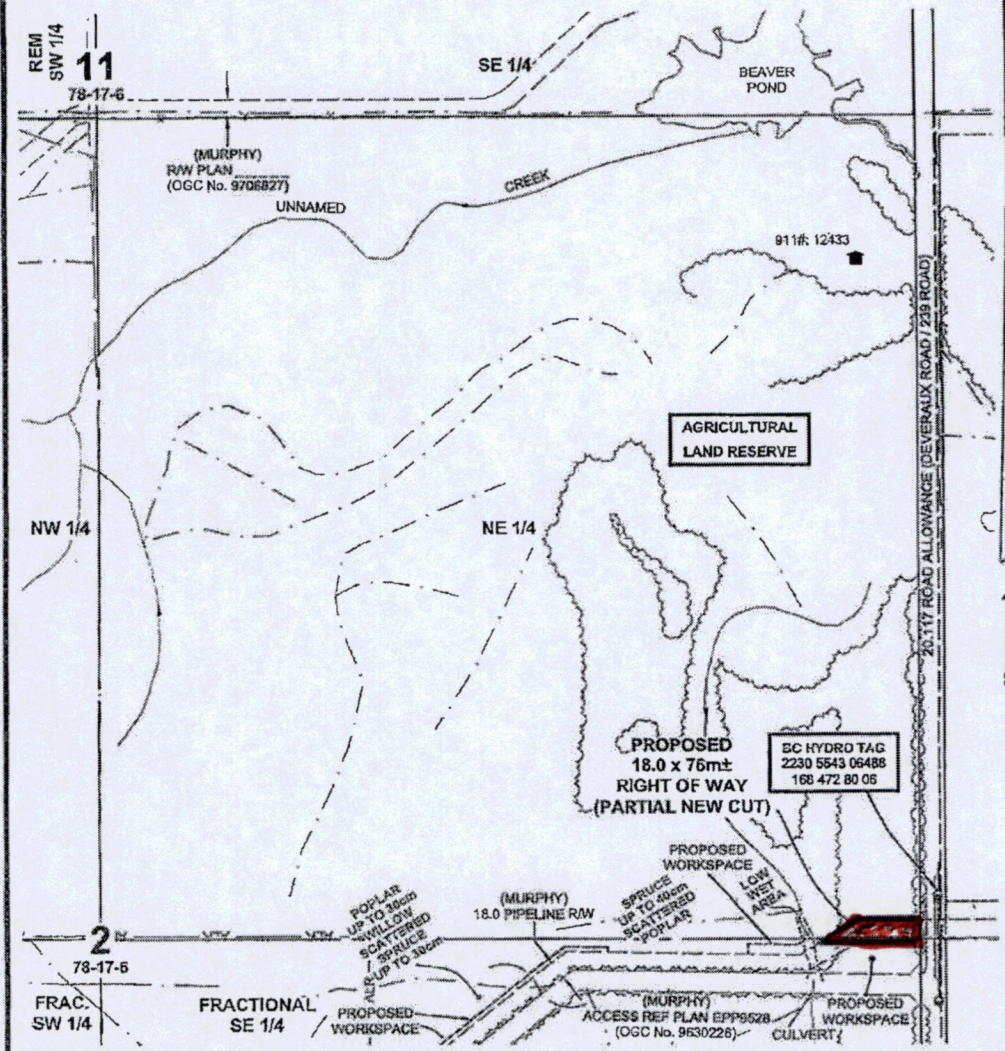 REM
SW 1/4
11
78-17-6
SE 1/4
BEAVER
POND
(MURPHY)
R/W PLAN
(OGC No. 9706827)
UNNAMED
CREEK
911#: 12433
20.117 ROAD ALLOWANCE (DEVERAUX ROAD / 239 ROAD)
AGRICULTURAL
LAND RESERVE
NW 1/4
NE 1/4
PROPOSED
18.0 x 76m±
RIGHT OF WAY
(PARTIAL NEW CUT)
BC HYDRO TAG
2230 5543 06488
168 472 80 06
PROPOSED
WORKSPACE
LOW
WET
AREA
POPLAR
UP TO 30cm
WILLOW
SCATTERED
SPRUCE
UP TO 30cm
(MURPHY)
18.0 PIPELINE R/W
SPRUCE
UP TO 40cm
SCATTERED
POPLAR
2
78-17-6
ALR
FRAC.
SW 1/4
FRACTIONAL
SE 1/4
PROPOSED
WORKSPACE
(MURPHY)
ACCESS REF PLAN EPP9528
(OGC No. 9630226)
CULVERT
PROPOSED
WORKSPACE